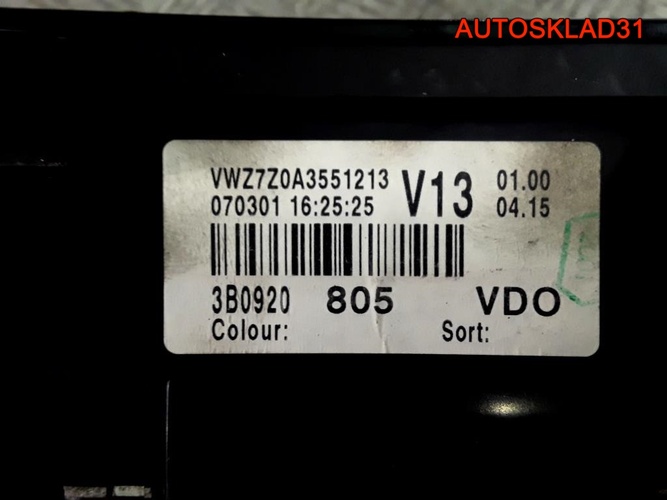 AUTOSKLAD31
VWZ7Z0A3551213
070301 16:25:25
V13
01.00
04.15
3B0920 805 VDO
Colour: Sort: